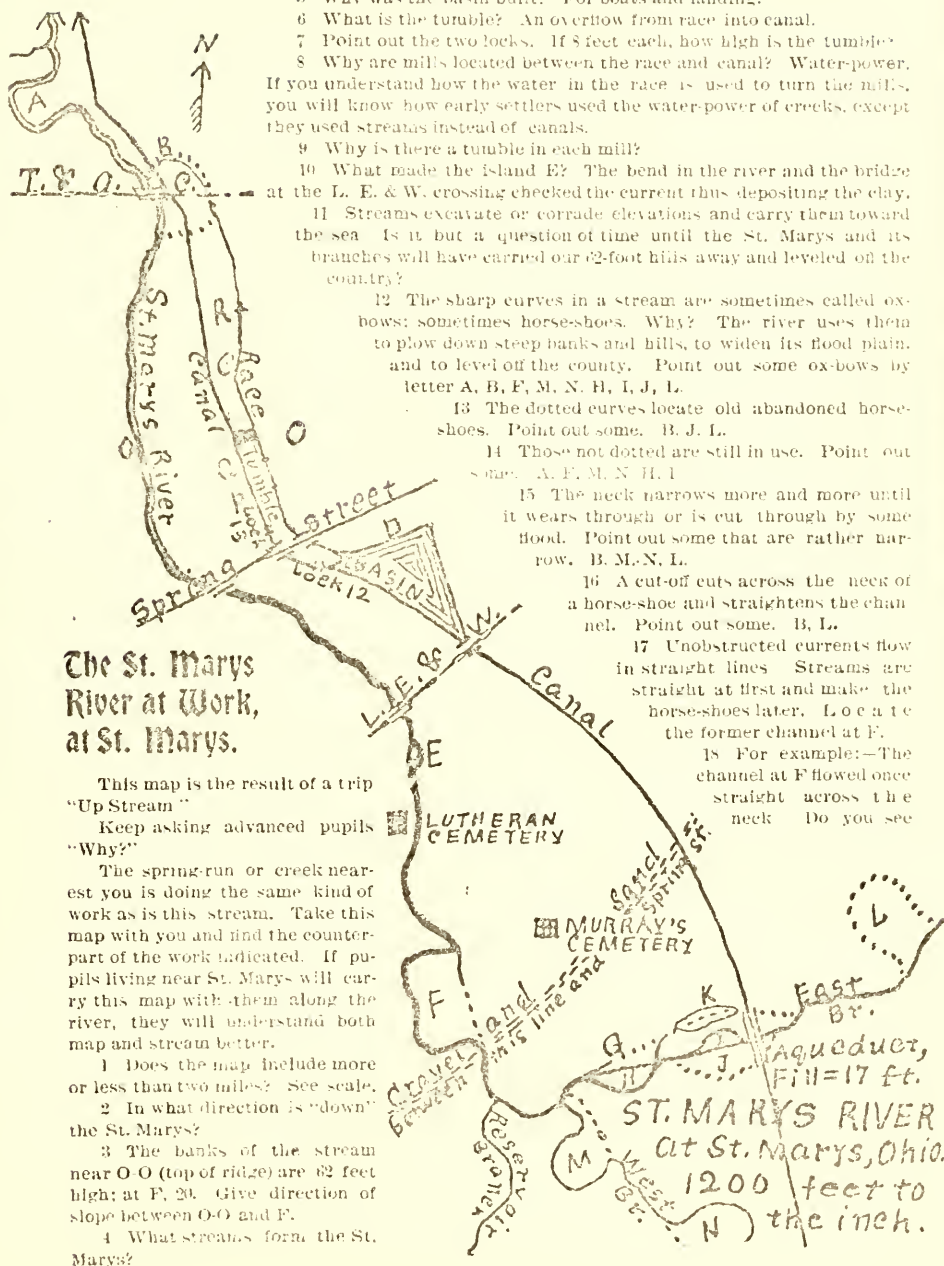 The St. Marys
River at Work,
at St. Marys.
This map is the result of a trip
"Up Stream"
Keep asking advanced pupils
"Why?"
The spring-run or creek near-
est you is doing the same kind of
work as is this stream. Take this
map with you and find the counter-
part of the work indicated. If pu-
pils living near St. Marys will car-
ry this map with them along the
river, they will understand both
map and stream better.
1 Does the map include more
or less than two miles? See scale.
2 In what direction is "down"
the St. Marys?
3 The banks of the stream
near O-O (top of ridge) are 62 feet
high; at F, 20. Give direction of
slope between O-O and F.
4 What streams form the St.
Marys?
5 Why was the basin built? For boats and landing.
6 What is the tumble? An overflow from race into canal.
7 Point out the two locks. If 8 feet each, how high is the tumble?
8 Why are mills located between the race and canal? Water-power.
If you understand how the water in the race is used to turn the mills,
you will know how early settlers used the water-power of creeks, except
they used streams instead of canals.
9 Why is there a tumble in each mill?
10 What made the island E? The bend in the river and the bridge
at the L. E. & W. crossing checked the current thus depositing the clay.
11 Streams excavate or corrade elevations and carry them toward
the sea Is it but a question of time until the St. Marys and its
branches will have carried our 62-foot hills away and leveled off the
country?
12 The sharp curves in a stream are sometimes called ox-
bows; sometimes horse-shoes. Why? The river uses them
to plow down steep banks and hills, to widen its flood plain,
and to level off the county. Point out some ox-bows by
letter A, B, F, M, N. H, I, J, L.
13 The dotted curves locate old abandoned horse-
shoes. Point out some. B. J. L.
14 Those not dotted are still in use. Point out
some. A. F. M. N. H. I
15 The neck narrows more and more until
it wears through or is cut through by some
flood. Point out some that are rather nar-
row. B. M. N, L.
16 A cut-off cuts across the neck of
a horse-shoe and straightens the chan
nel. Point out some. B, L.
17 Unobstructed currents flow
in straight lines Streams are
straight at first and make the
horse-shoes later. Locate
the former channel at F.
18 For example:—The
channel at F flowed once
straight across the
neck Do you see
N
A
B
T. & O. C.
St. Marys River
Canal
Race
O
O
Tumble
Lock 13
Spring Street
D
BASIN
Lock 12
L. E. & W.
Canal
E
LUTHERAN
CEMETERY
MURRAY'S
CEMETERY
Gravel and Sand
Between this line and Spring St.
F
K
L
East
Br.
G
H
I
J
Aqueduct,
Fill=17 ft.
Reservoir
Branch
M
West
Br.
N
ST. MARYS RIVER
at St. Marys, Ohio.
1200 feet to
the inch.